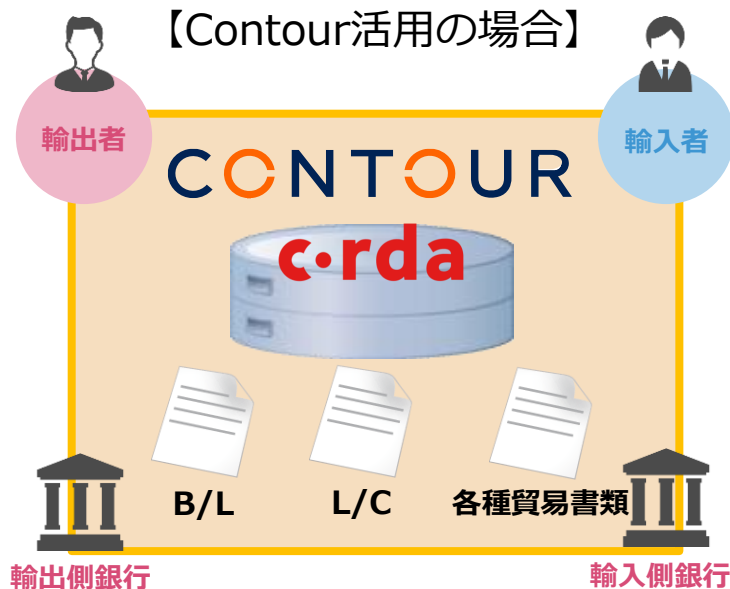 【Contour活用の場合】
輸出者
輸入者
CONTOUR
c·rda
B/L
L/C
各種貿易書類
輸出側銀行
輸入側銀行